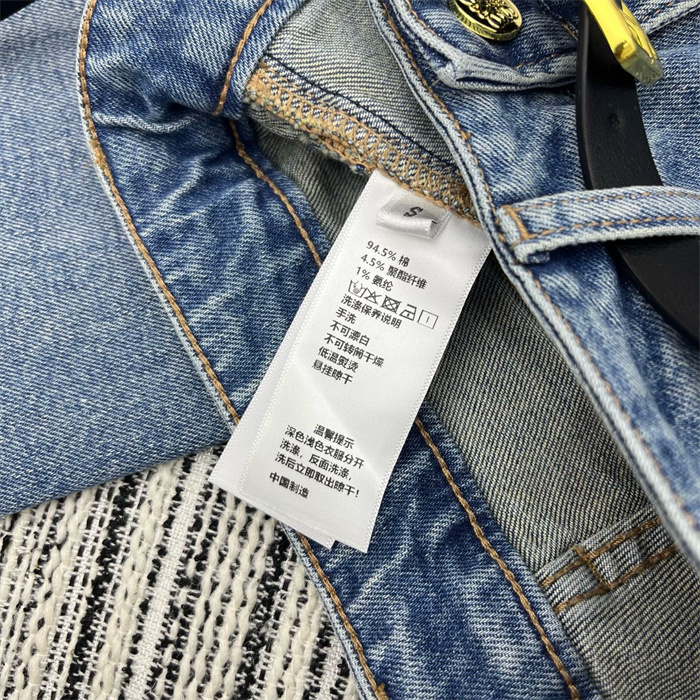 S
94.5% 棉
4.5% 聚酯纤维
1% 氨纶
洗涤保养说明
手洗
不可漂白
不可转筒干燥
低温熨烫
悬挂晾干
温馨提示
深色浅色衣服分开
洗涤，反面洗涤，
洗后立即取出晾干！
中国制造